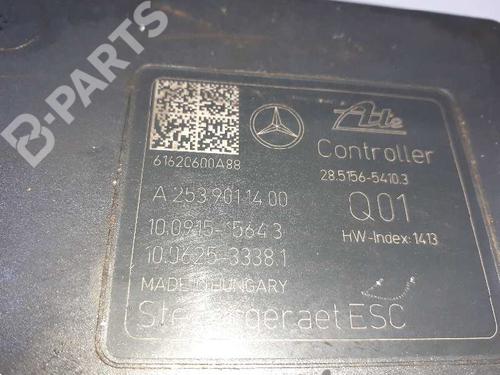 B-PARTS
Ate
61620600A88
Controller
28.5156-5410.3
A 253 901 14 00
Q01
10.0915-1564.3
HW-Index: 1413
10.0625-3338.1
MADE IN HUNGARY
Steuergeraet ESC